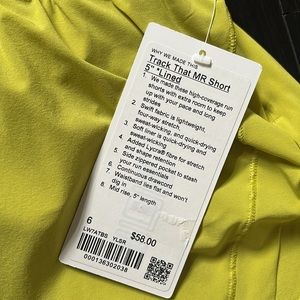 WHY WE MADE THIS
Track That MR Short
5" *Lined
1. We made these high-coverage run
shorts with extra room to keep
up with your pace and long
strides
2. Swift fabric is lightweight,
four-way stretch,
sweat-wicking, and quick-drying
3. Soft liner is quick-drying and
sweat-wicking
4. Added Lycra® fibre for stretch
and shape retention
5. Side zippered pocket to stash
your run essentials
6. Continuous drawcord
7. Waistband lies flat and won't
dig in
8. Mid rise, 5" length
6
LW7ATBS YLSR
$58.00
000136302038